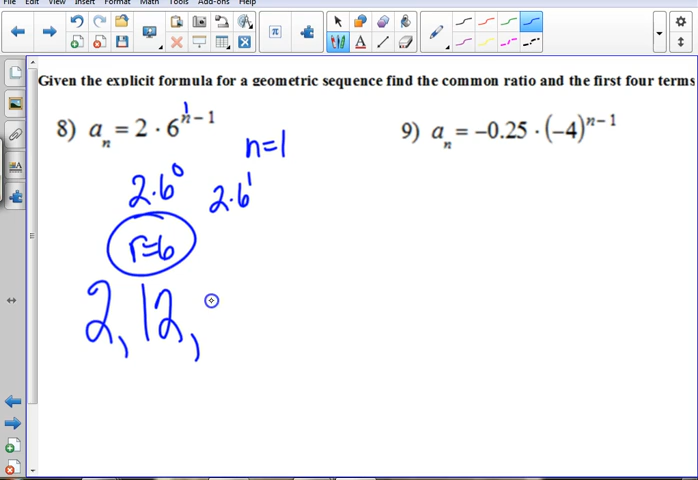 File Edit View Insert Format Math Tools Add-ons Help
Given the explicit formula for a geometric sequence find the common ratio and the first four terms
8) aₙ = 2 · 6ⁿ⁻¹
1
n=1
9) aₙ = −0.25 · (−4)ⁿ⁻¹
2·6⁰
2·6¹
r=6
2, 12,